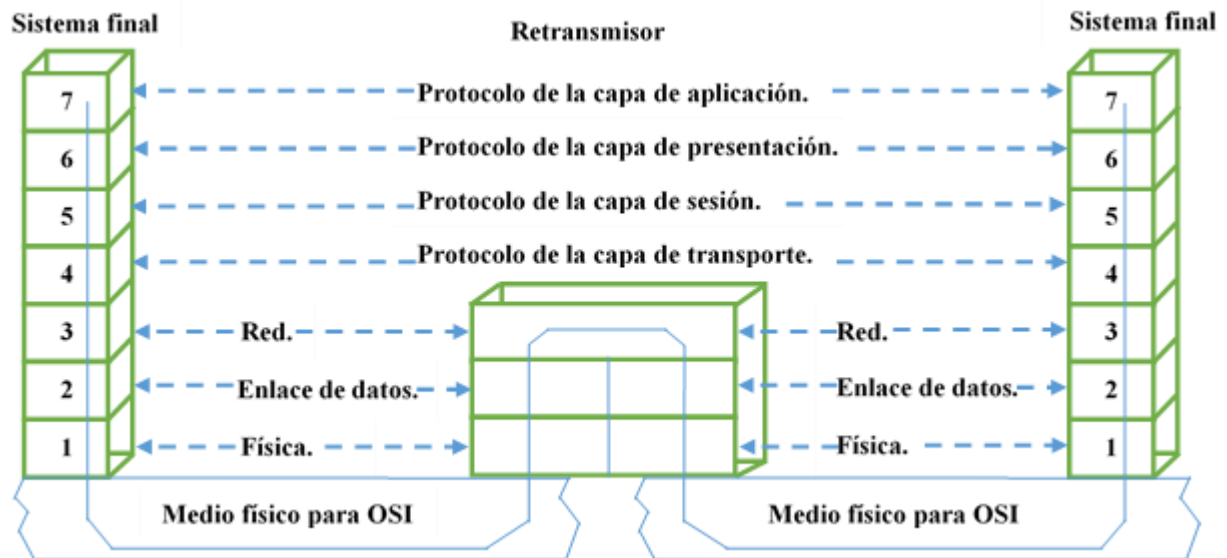 Sistema final
Retransmisor
Sistema final
7 Protocolo de la capa de aplicación. 7
6 Protocolo de la capa de presentación. 6
5 Protocolo de la capa de sesión. 5
4 Protocolo de la capa de transporte. 4
3 Red. Red. 3
2 Enlace de datos. Enlace de datos. 2
1 Física. Física. 1
Medio físico para OSI Medio físico para OSI